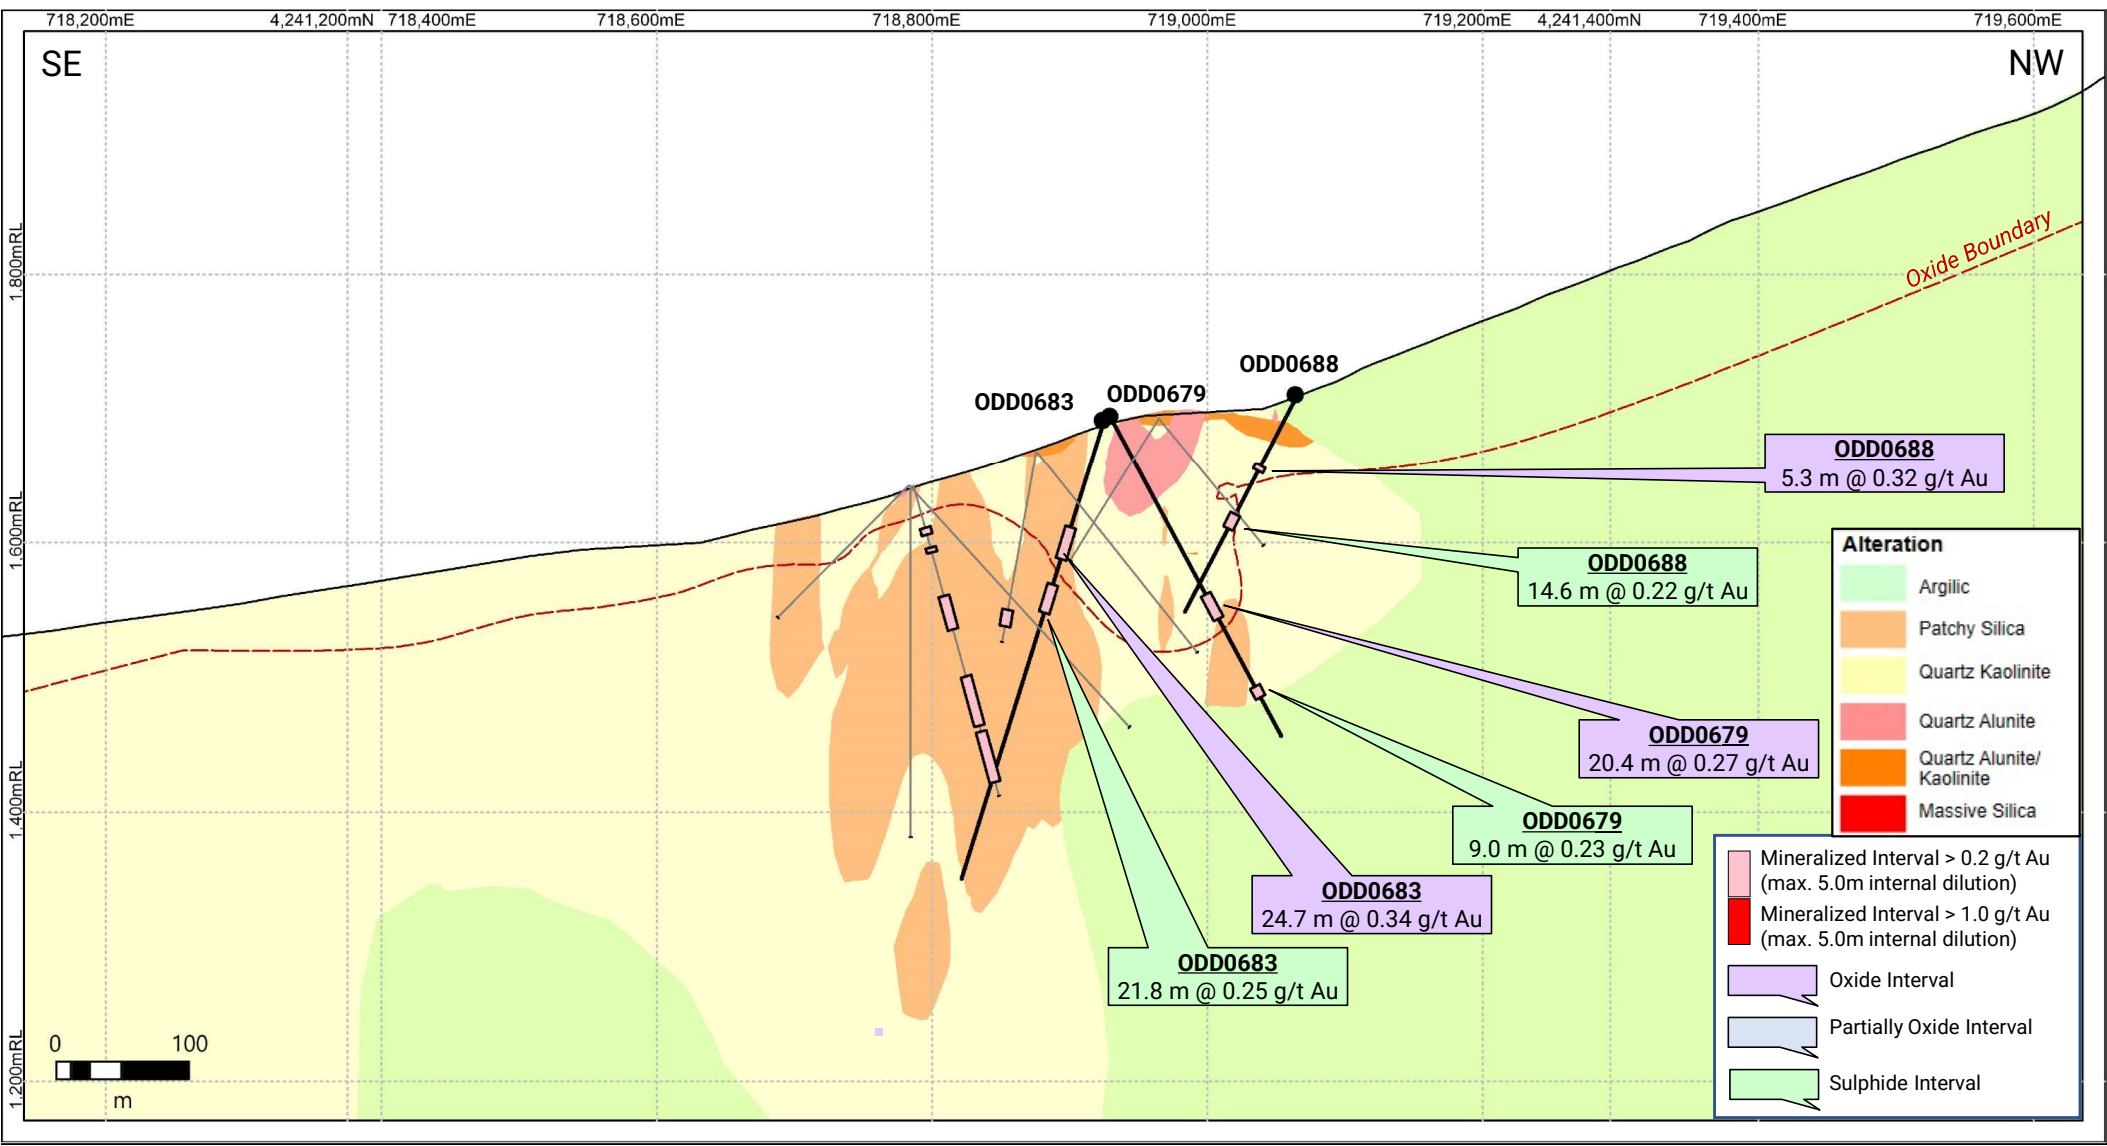 718,200mE
4,241,200mN
718,400mE
718,600mE
718,800mE
719,000mE
719,200mE
4,241,400mN
719,400mE
719,600mE
SE
NW
1.800mRL
Oxide Boundary
ODD0688
ODD0679
ODD0683
ODD0688
5.3 m @ 0.32 g/t Au
1.600mRL
ODD0688
14.6 m @ 0.22 g/t Au
ODD0679
20.4 m @ 0.27 g/t Au
1.400mRL
ODD0679
9.0 m @ 0.23 g/t Au
ODD0683
24.7 m @ 0.34 g/t Au
ODD0683
21.8 m @ 0.25 g/t Au
Alteration
Argilic
Patchy Silica
Quartz Kaolinite
Quartz Alunite
Quartz Alunite/
Kaolinite
Massive Silica
Mineralized Interval > 0.2 g/t Au
(max. 5.0m internal dilution)
Mineralized Interval > 1.0 g/t Au
(max. 5.0m internal dilution)
Oxide Interval
Partially Oxide Interval
Sulphide Interval
1.200mRL
0 100
m